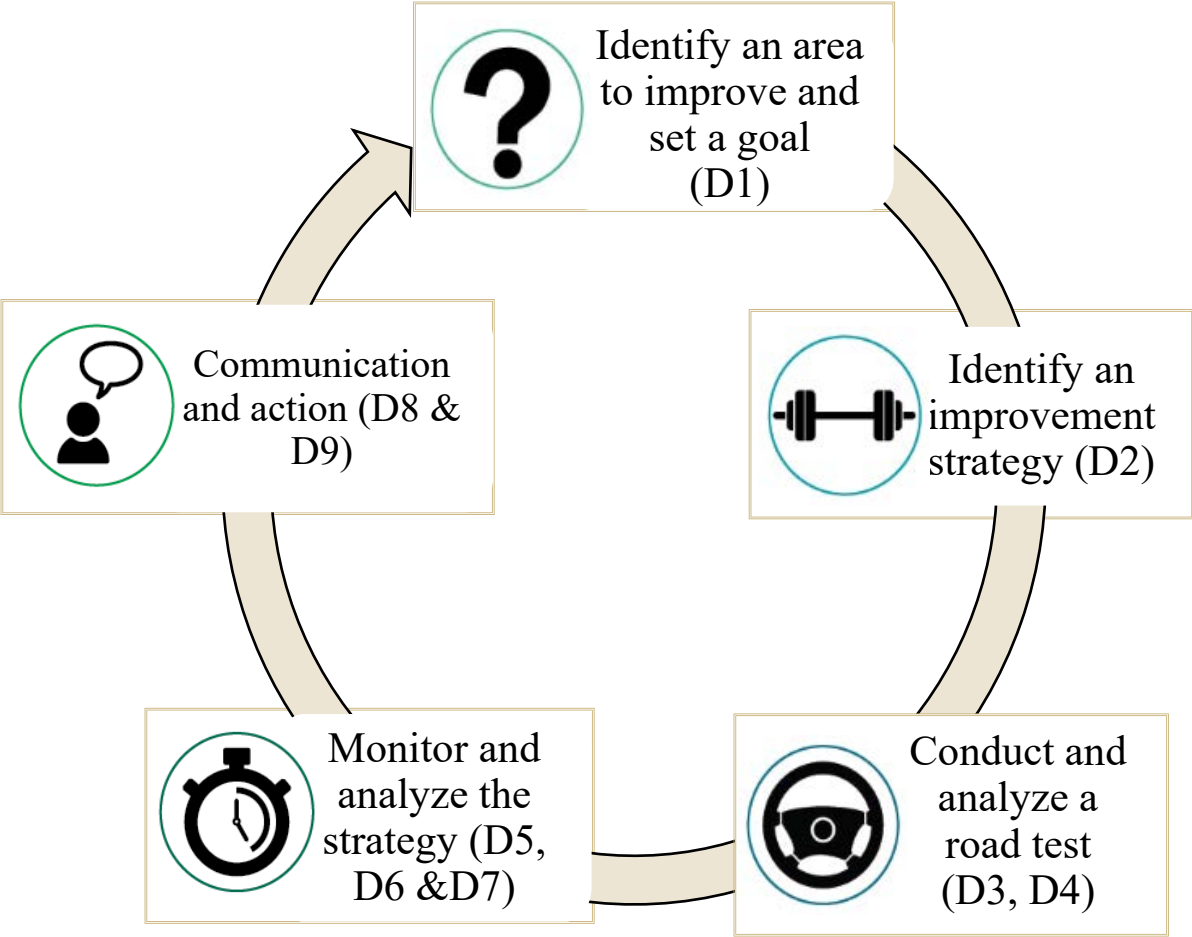 Identify an area
to improve and
set a goal
(D1)
Identify an
improvement
strategy (D2)
Conduct and
analyze a
road test
(D3, D4)
Monitor and
analyze the
strategy (D5,
D6 &D7)
Communication
and action (D8 &
D9)